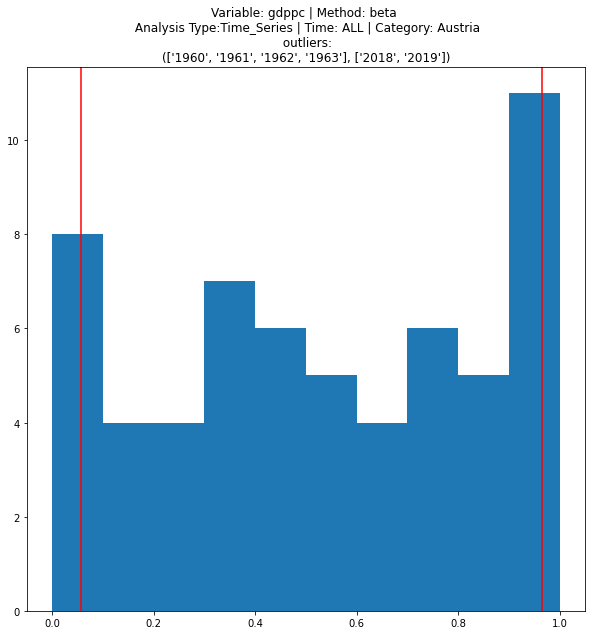 Variable: gdppc | Method: beta
Analysis Type:Time_Series | Time: ALL | Category: Austria
outliers:
(['1960', '1961', '1962', '1963'], ['2018', '2019'])
10
8
6
4
2
0
0.0 0.2 0.4 0.6 0.8 1.0